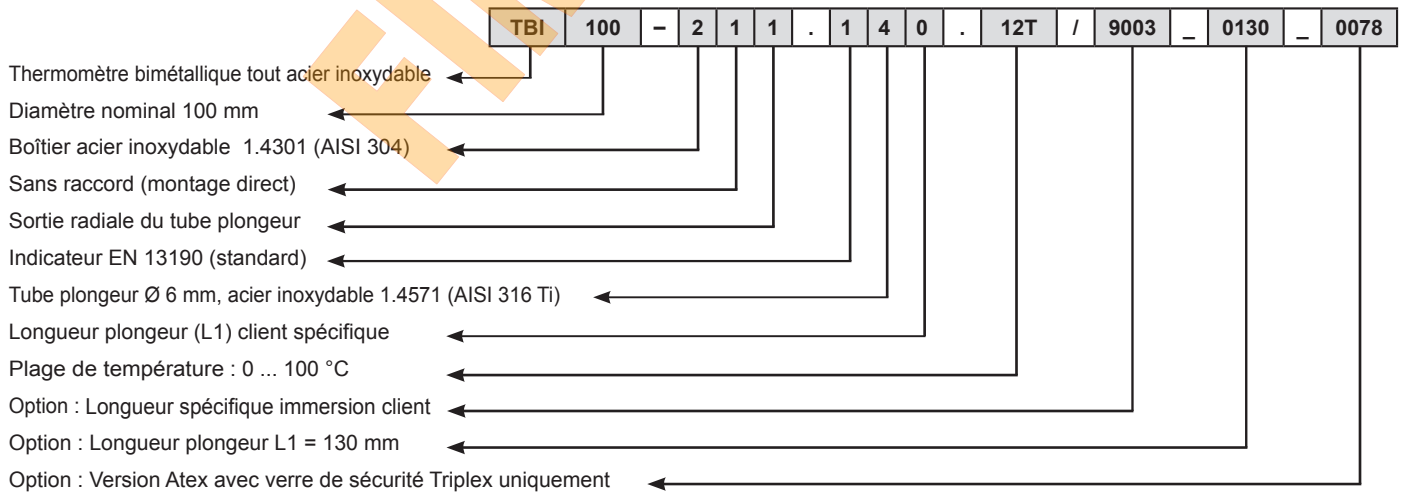 TBI 100 – 2 1 1 . 1 4 0 . 12T / 9003 _ 0130 _ 0078
Thermomètre bimétallique tout acier inoxydable
Diamètre nominal 100 mm
Boîtier acier inoxydable 1.4301 (AISI 304)
Sans raccord (montage direct)
Sortie radiale du tube plongeur
Indicateur EN 13190 (standard)
Tube plongeur Ø 6 mm, acier inoxydable 1.4571 (AISI 316 Ti)
Longueur plongeur (L1) client spécifique
Plage de température : 0 ... 100 °C
Option : Longueur spécifique immersion client
Option : Longueur plongeur L1 = 130 mm
Option : Version Atex avec verre de sécurité Triplex uniquement